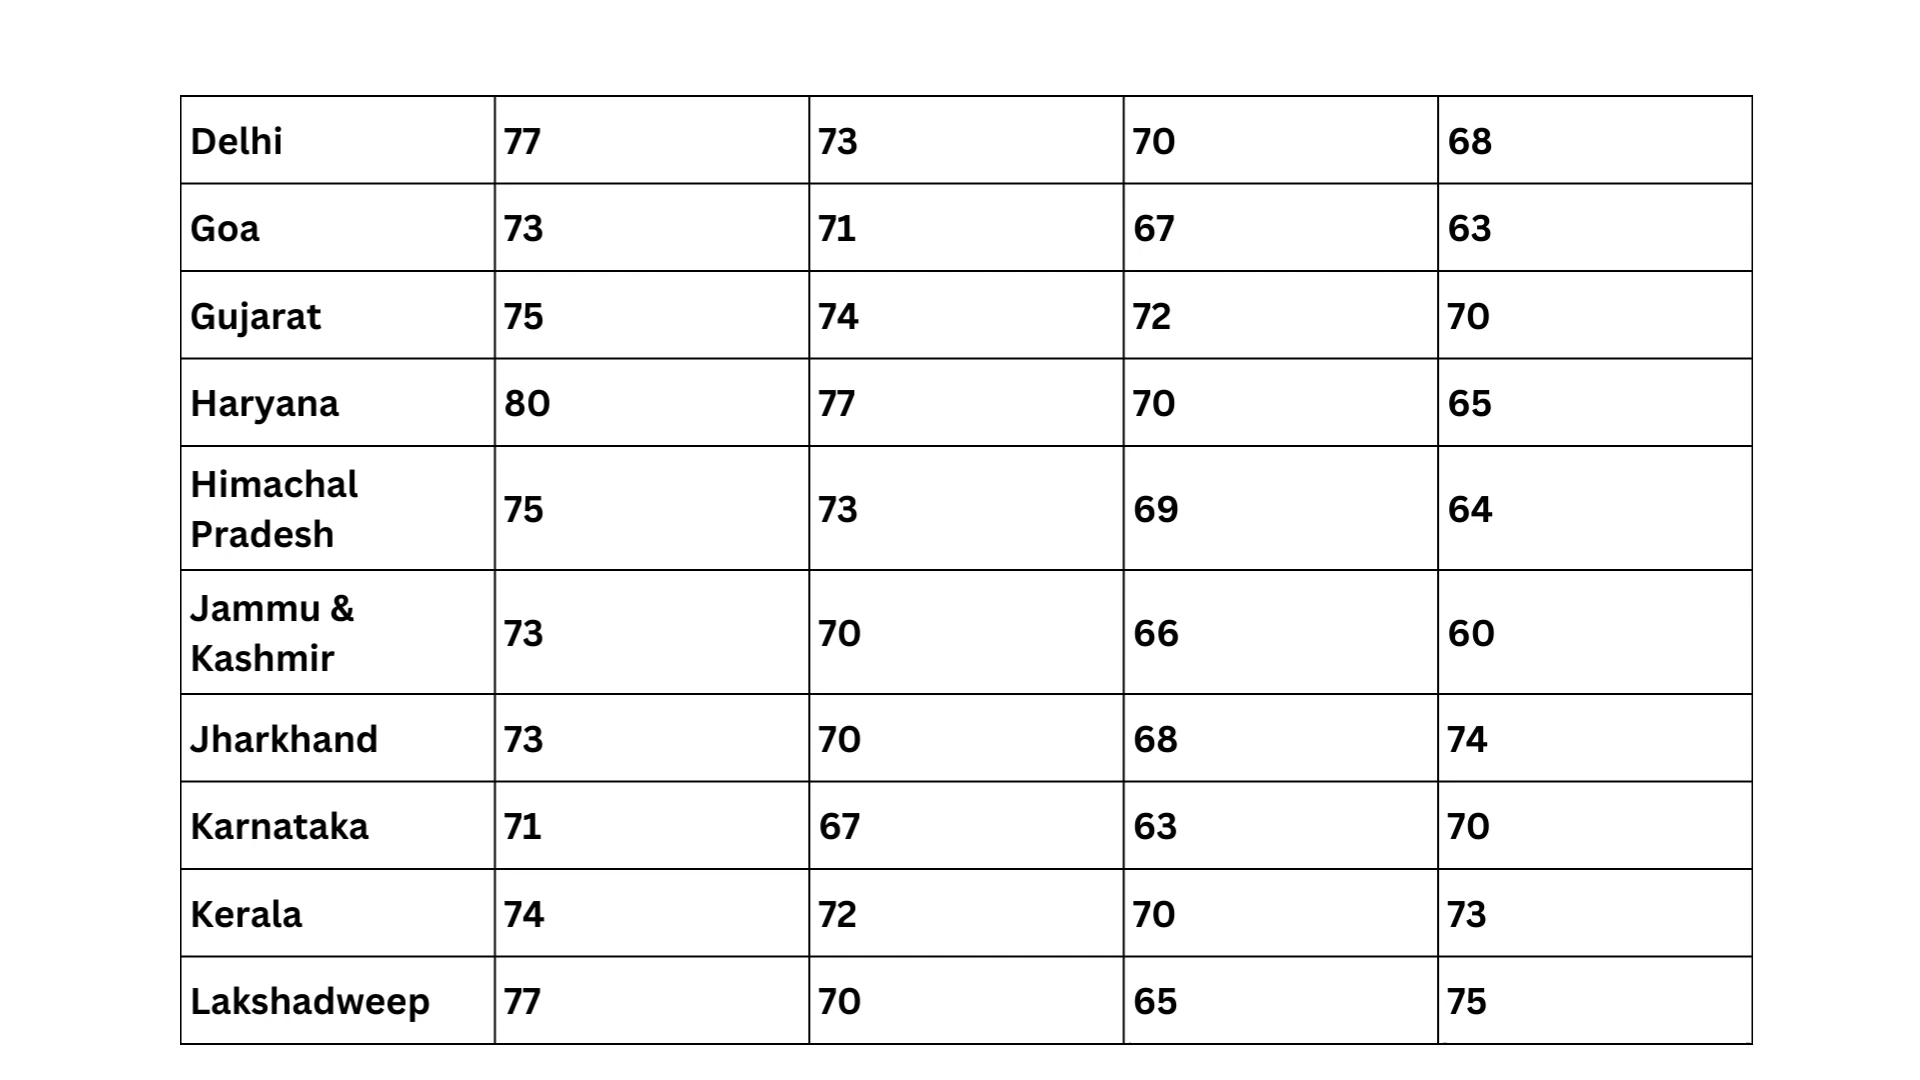 Delhi 77 73 70 68
Goa 73 71 67 63
Gujarat 75 74 72 70
Haryana 80 77 70 65
Himachal
Pradesh 75 73 69 64
Jammu &
Kashmir 73 70 66 60
Jharkhand 73 70 68 74
Karnataka 71 67 63 70
Kerala 74 72 70 73
Lakshadweep 77 70 65 75